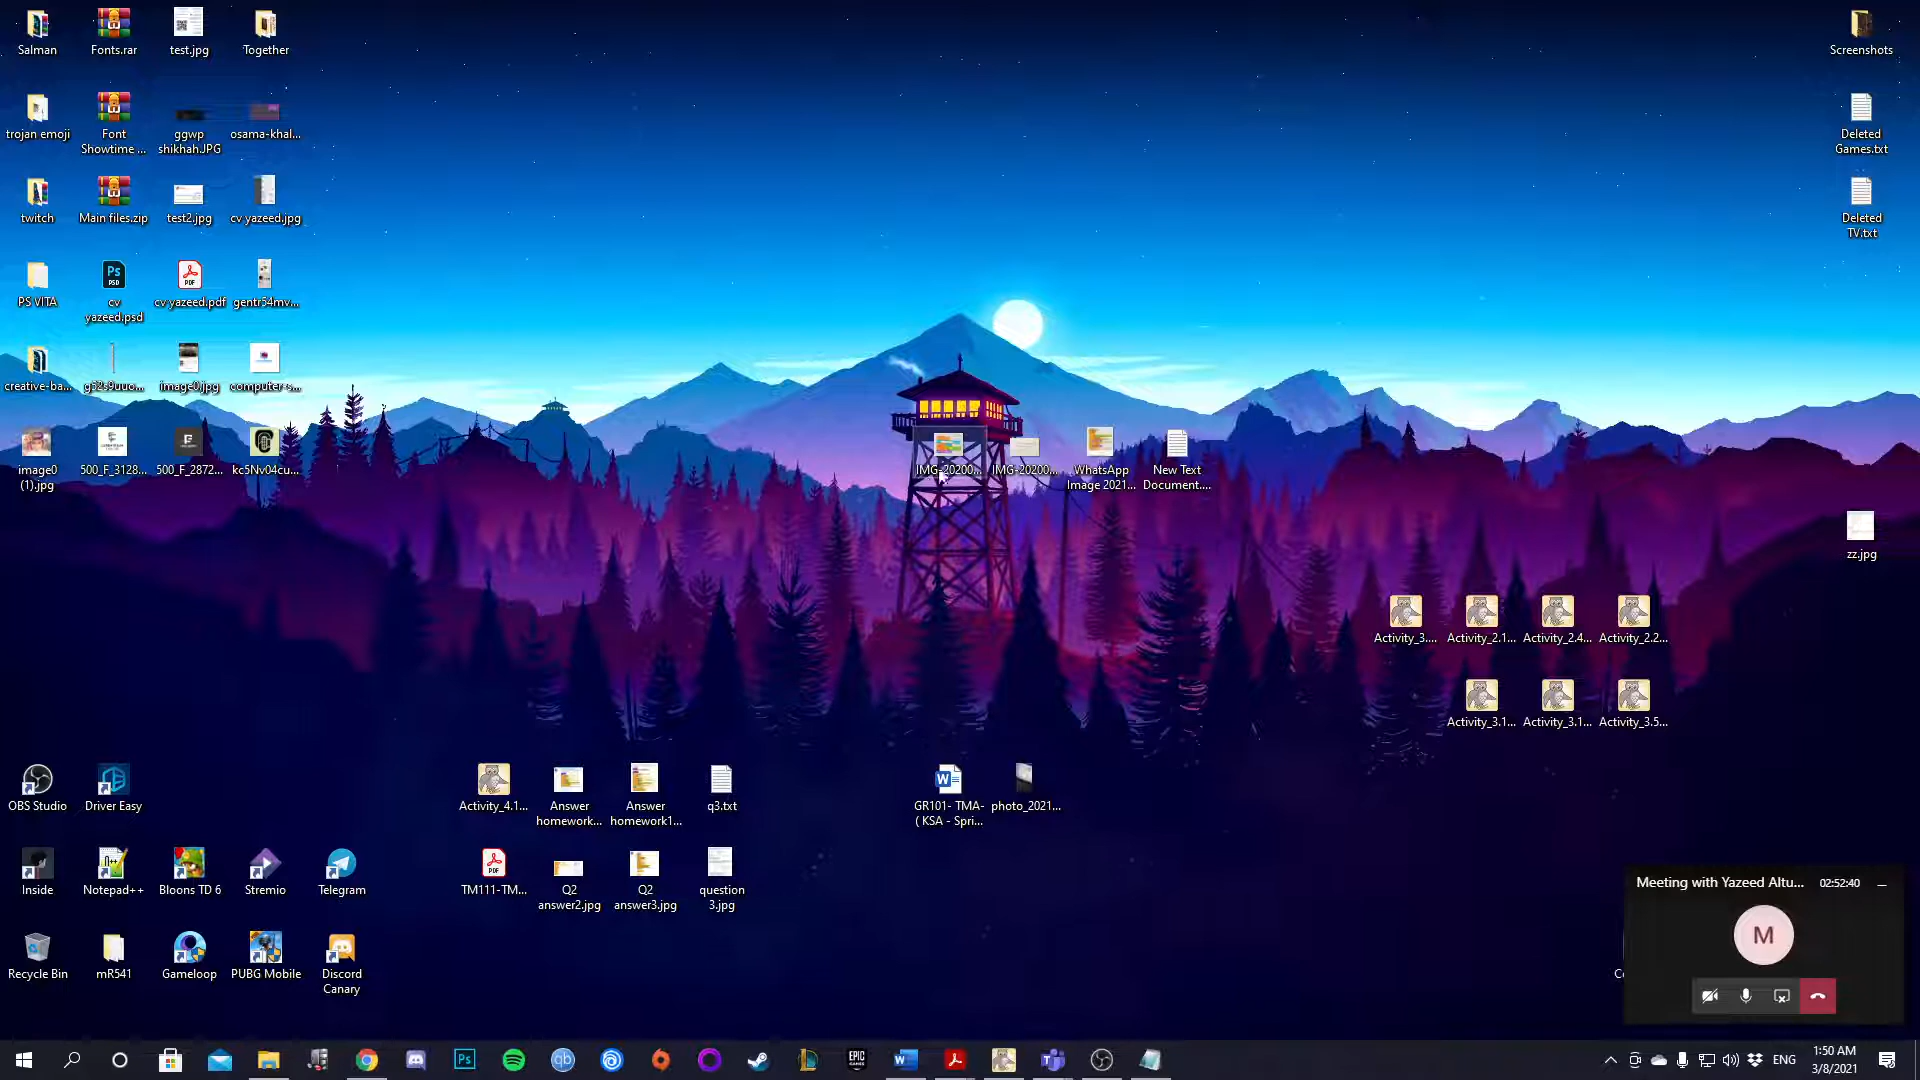 Salman
Fonts.rar
test.jpg
Together
Screenshots
trojan emoji
Font
Showtime ...
ggwp
shikhah.JPG
osama-khal...
Deleted
Games.txt
twitch
Main files.zip
test2.jpg
cv yazeed.jpg
Deleted
TV.txt
PS VITA
cv
yazeed.psd
cv yazeed.pdf
gentr54mv...
creative-ba...
g52s9uuo...
image0.jpg
computer-s...
image0
(1).jpg
500_F_3128...
500_F_2872...
kc5Nv04cu...
IMG-20200...
IMG-20200...
WhatsApp
Image 2021...
New Text
Document....
zz.jpg
Activity_3....
Activity_2.1...
Activity_2.4...
Activity_2.2...
Activity_3.1...
Activity_3.1...
Activity_3.5...
OBS Studio
Driver Easy
Activity_4.1...
Answer
homework...
Answer
homework1...
q3.txt
GR101- TMA-
( KSA - Spri...
photo_2021...
Inside
Notepad++
Bloons TD 6
Stremio
Telegram
TM111-TM...
Q2
answer2.jpg
Q2
answer3.jpg
question
3.jpg
Meeting with Yazeed Altu...
02:52:40
M
Recycle Bin
mR541
Gameloop
PUBG Mobile
Discord
Canary
ENG
1:50 AM
3/8/2021